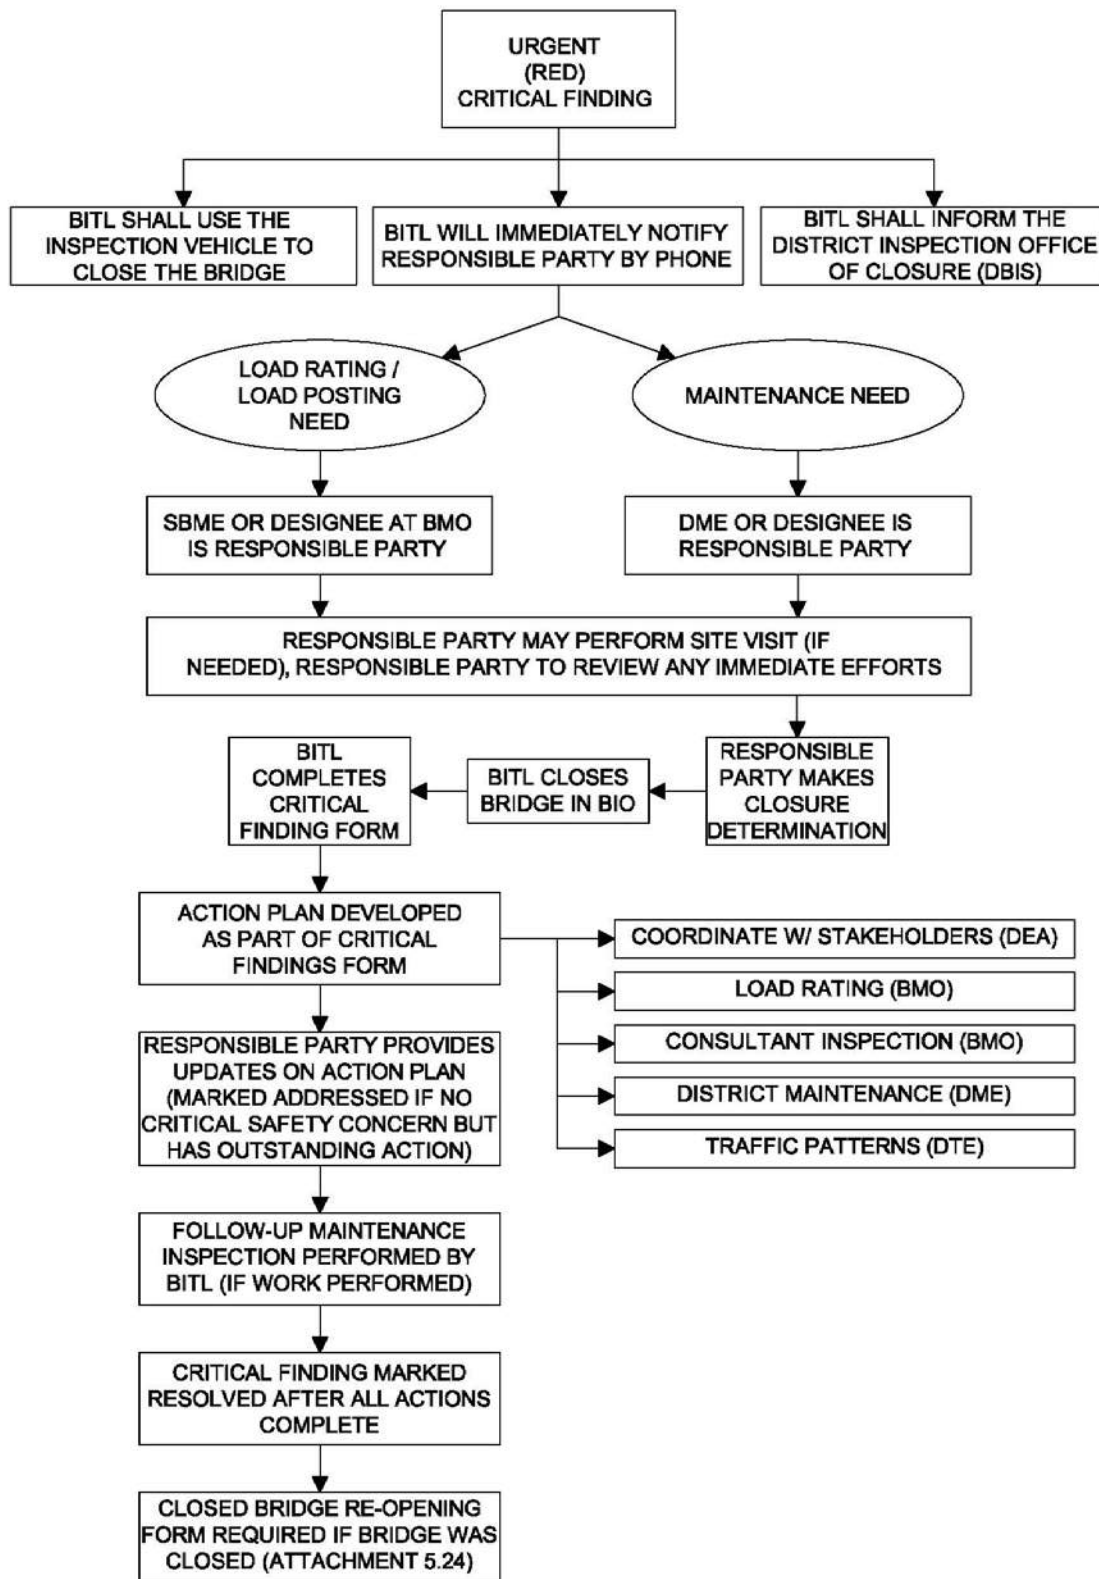 URGENT
(RED)
CRITICAL FINDING
BITL SHALL USE THE
INSPECTION VEHICLE TO
CLOSE THE BRIDGE
BITL WILL IMMEDIATELY NOTIFY
RESPONSIBLE PARTY BY PHONE
BITL SHALL INFORM THE
DISTRICT INSPECTION OFFICE
OF CLOSURE (DBIS)
LOAD RATING /
LOAD POSTING
NEED
MAINTENANCE NEED
SBME OR DESIGNEE AT BMO
IS RESPONSIBLE PARTY
DME OR DESIGNEE IS
RESPONSIBLE PARTY
RESPONSIBLE PARTY MAY PERFORM SITE VISIT (IF
NEEDED), RESPONSIBLE PARTY TO REVIEW ANY IMMEDIATE EFFORTS
RESPONSIBLE
PARTY MAKES
CLOSURE
DETERMINATION
BITL CLOSES
BRIDGE IN BIO
BITL
COMPLETES
CRITICAL
FINDING FORM
ACTION PLAN DEVELOPED
AS PART OF CRITICAL
FINDINGS FORM
COORDINATE W/ STAKEHOLDERS (DEA)
LOAD RATING (BMO)
CONSULTANT INSPECTION (BMO)
DISTRICT MAINTENANCE (DME)
TRAFFIC PATTERNS (DTE)
RESPONSIBLE PARTY PROVIDES
UPDATES ON ACTION PLAN
(MARKED ADDRESSED IF NO
CRITICAL SAFETY CONCERN BUT
HAS OUTSTANDING ACTION)
FOLLOW-UP MAINTENANCE
INSPECTION PERFORMED BY
BITL (IF WORK PERFORMED)
CRITICAL FINDING MARKED
RESOLVED AFTER ALL ACTIONS
COMPLETE
CLOSED BRIDGE RE-OPENING
FORM REQUIRED IF BRIDGE WAS
CLOSED (ATTACHMENT 5.24)